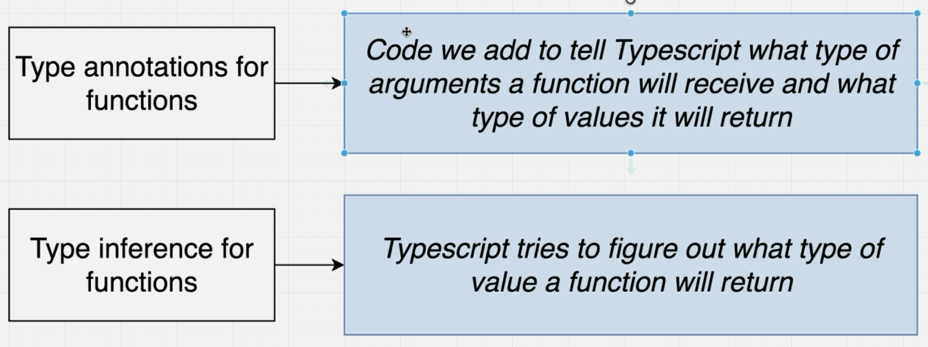 Type annotations for
functions
Code we add to tell Typescript what type of
arguments a function will receive and what
type of values it will return
Type inference for
functions
Typescript tries to figure out what type of
value a function will return